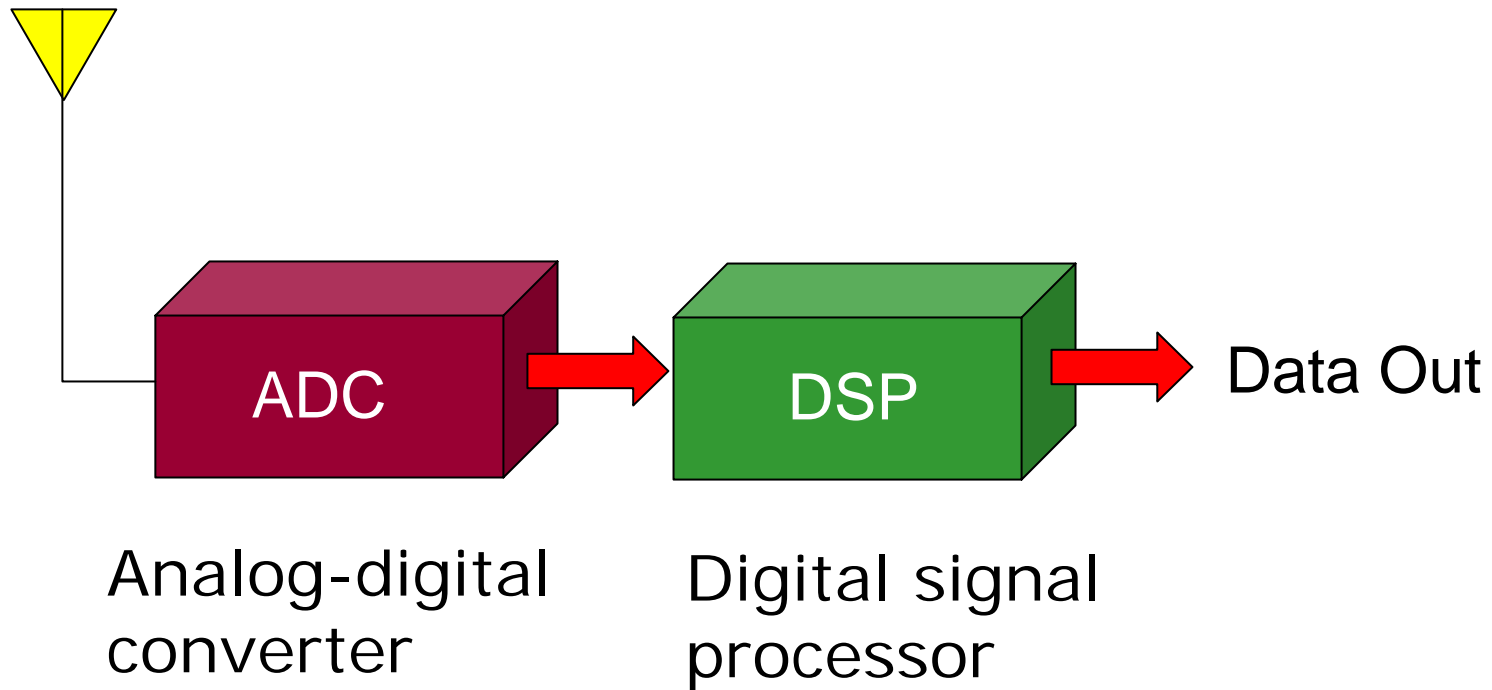 ADC
DSP
Data Out
Analog-digital
converter
Digital signal
processor